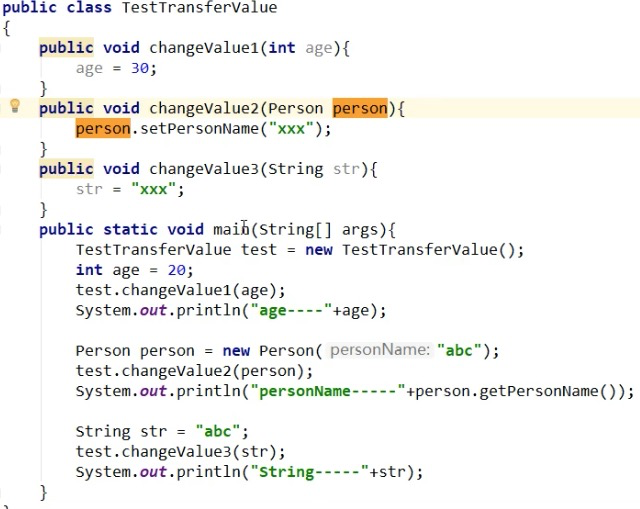 public class TestTransferValue
{
    public void changeValue1(int age){
        age = 30;
    }
    public void changeValue2(Person person){
        person.setPersonName("xxx");
    }
    public void changeValue3(String str){
        str = "xxx";
    }
    public static void main(String[] args){
        TestTransferValue test = new TestTransferValue();
        int age = 20;
        test.changeValue1(age);
        System.out.println("age----"+age);

        Person person = new Person( personName: "abc");
        test.changeValue2(person);
        System.out.println("personName-----"+person.getPersonName());

        String str = "abc";
        test.changeValue3(str);
        System.out.println("String-----"+str);
    }